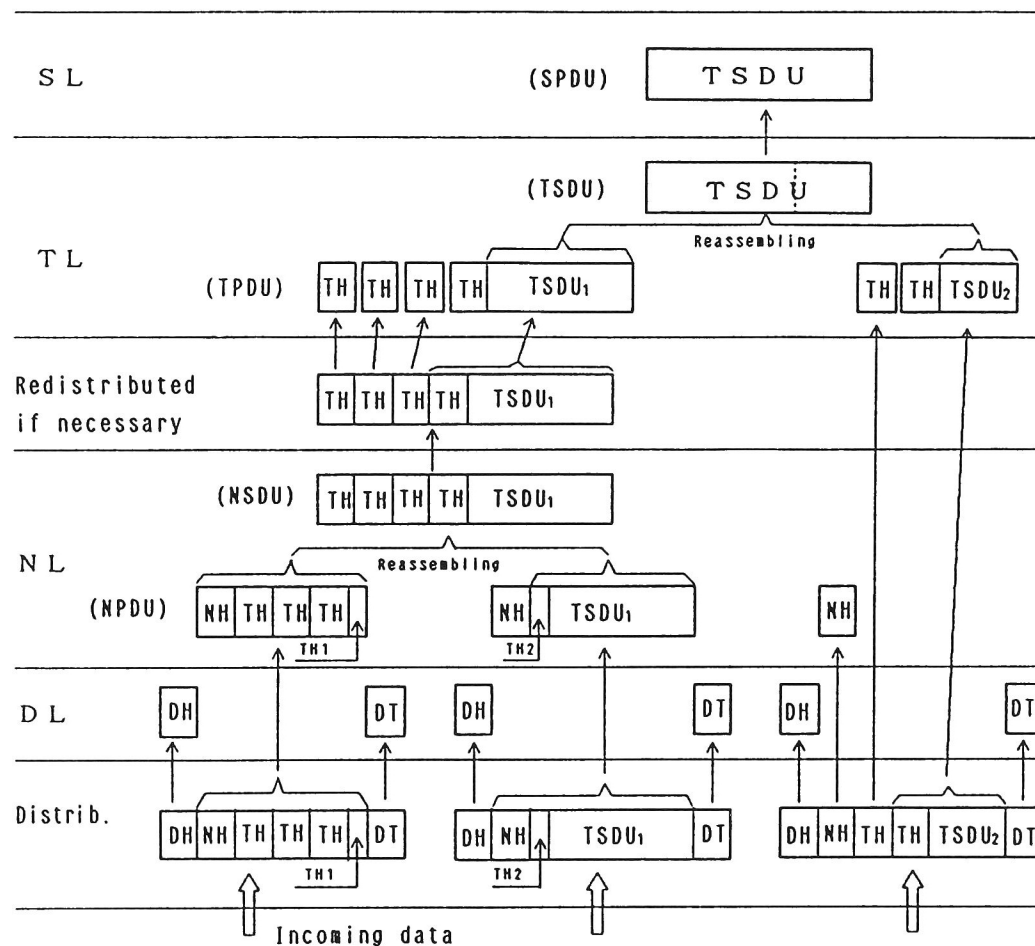 SL
(SPDU)
TSDU
(TSDU)
TSDU
Reassembling
TL
(TPDU)
TH TH TH TH TSDU₁
TH TH TSDU₂
Redistributed
if necessary
TH TH TH TH TSDU₁
(NSDU)
TH TH TH TH TSDU₁
Reassembling
NL
(NPDU)
NH TH TH TH
TH1
NH TSDU₁
TH2
NH
DL
DH DT DH DT DH DT
Distrib.
DH NH TH TH TH DT
TH1
DH NH TSDU₁ DT
TH2
DH NH TH TH TSDU₂ DT
Incoming data